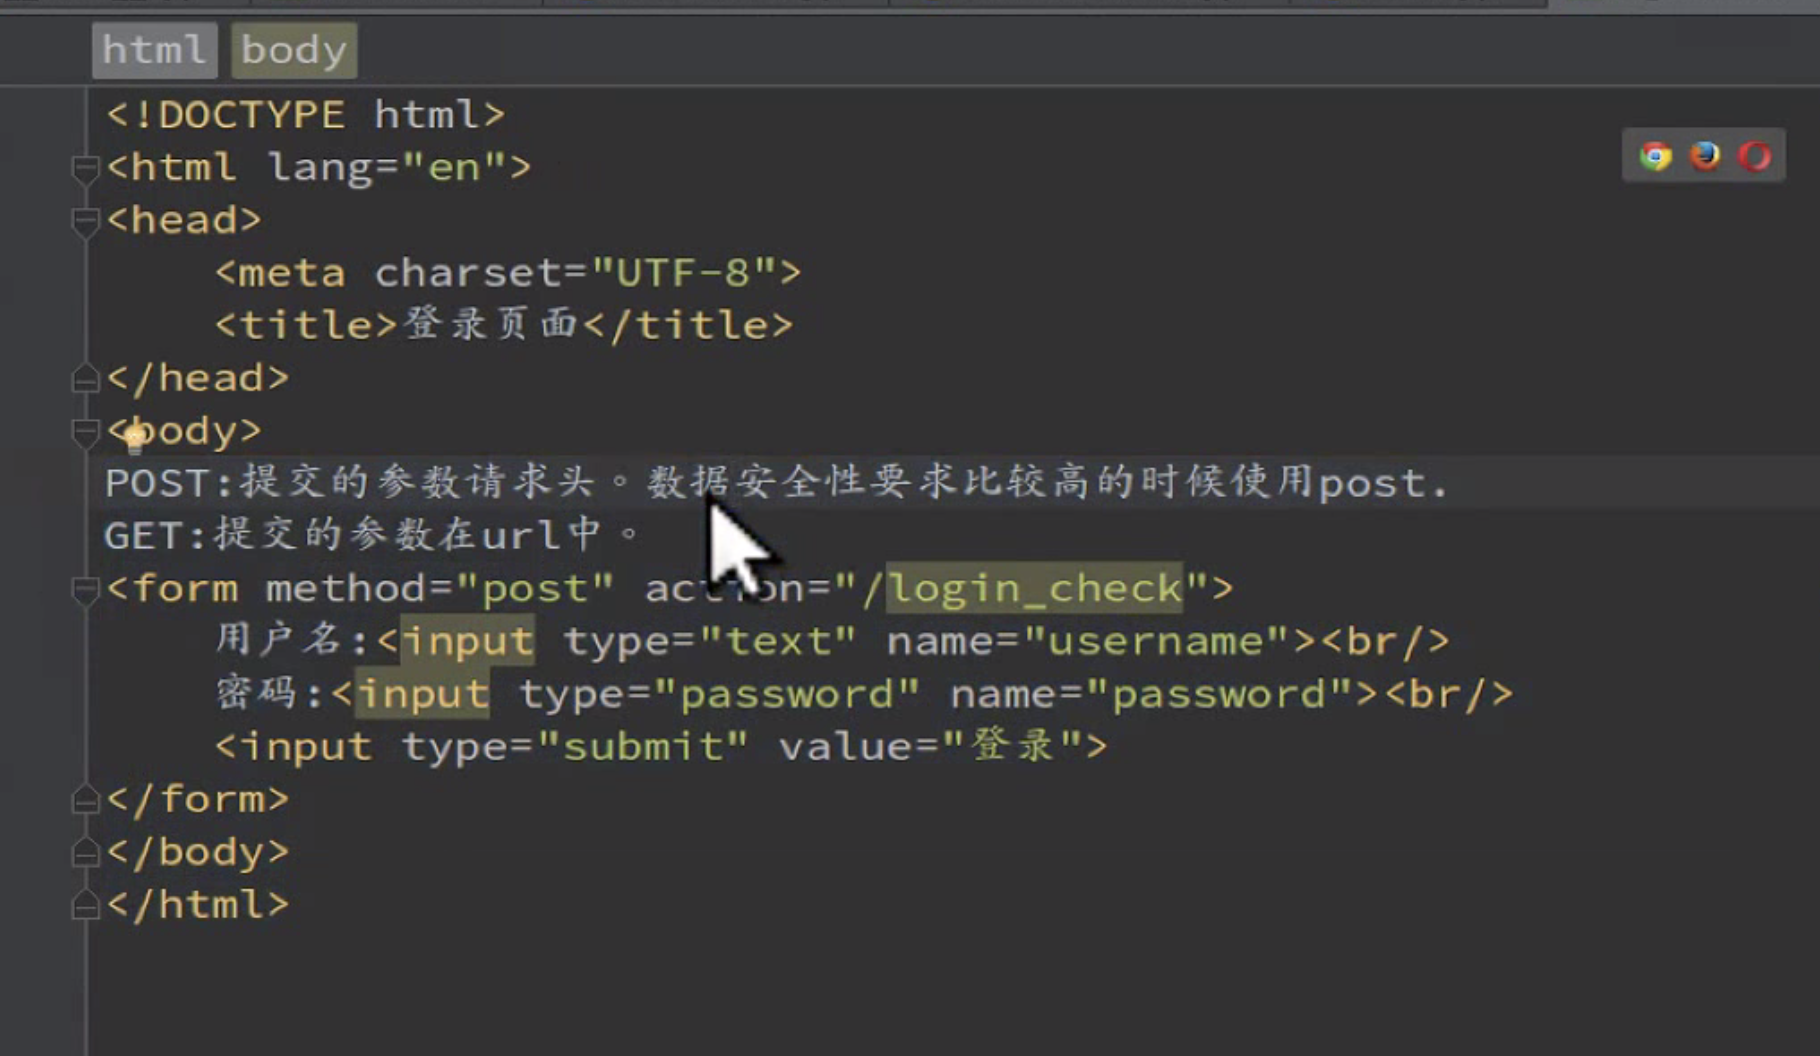 html body
<!DOCTYPE html>
<html lang="en">
<head>
    <meta charset="UTF-8">
    <title>登录页面</title>
</head>
<body>
POST:提交的参数请求头。数据安全性要求比较高的时候使用post.
GET:提交的参数在url中。
<form method="post" action="/login_check">
    用户名:<input type="text" name="username"><br/>
    密码:<input type="password" name="password"><br/>
    <input type="submit" value="登录">
</form>
</body>
</html>